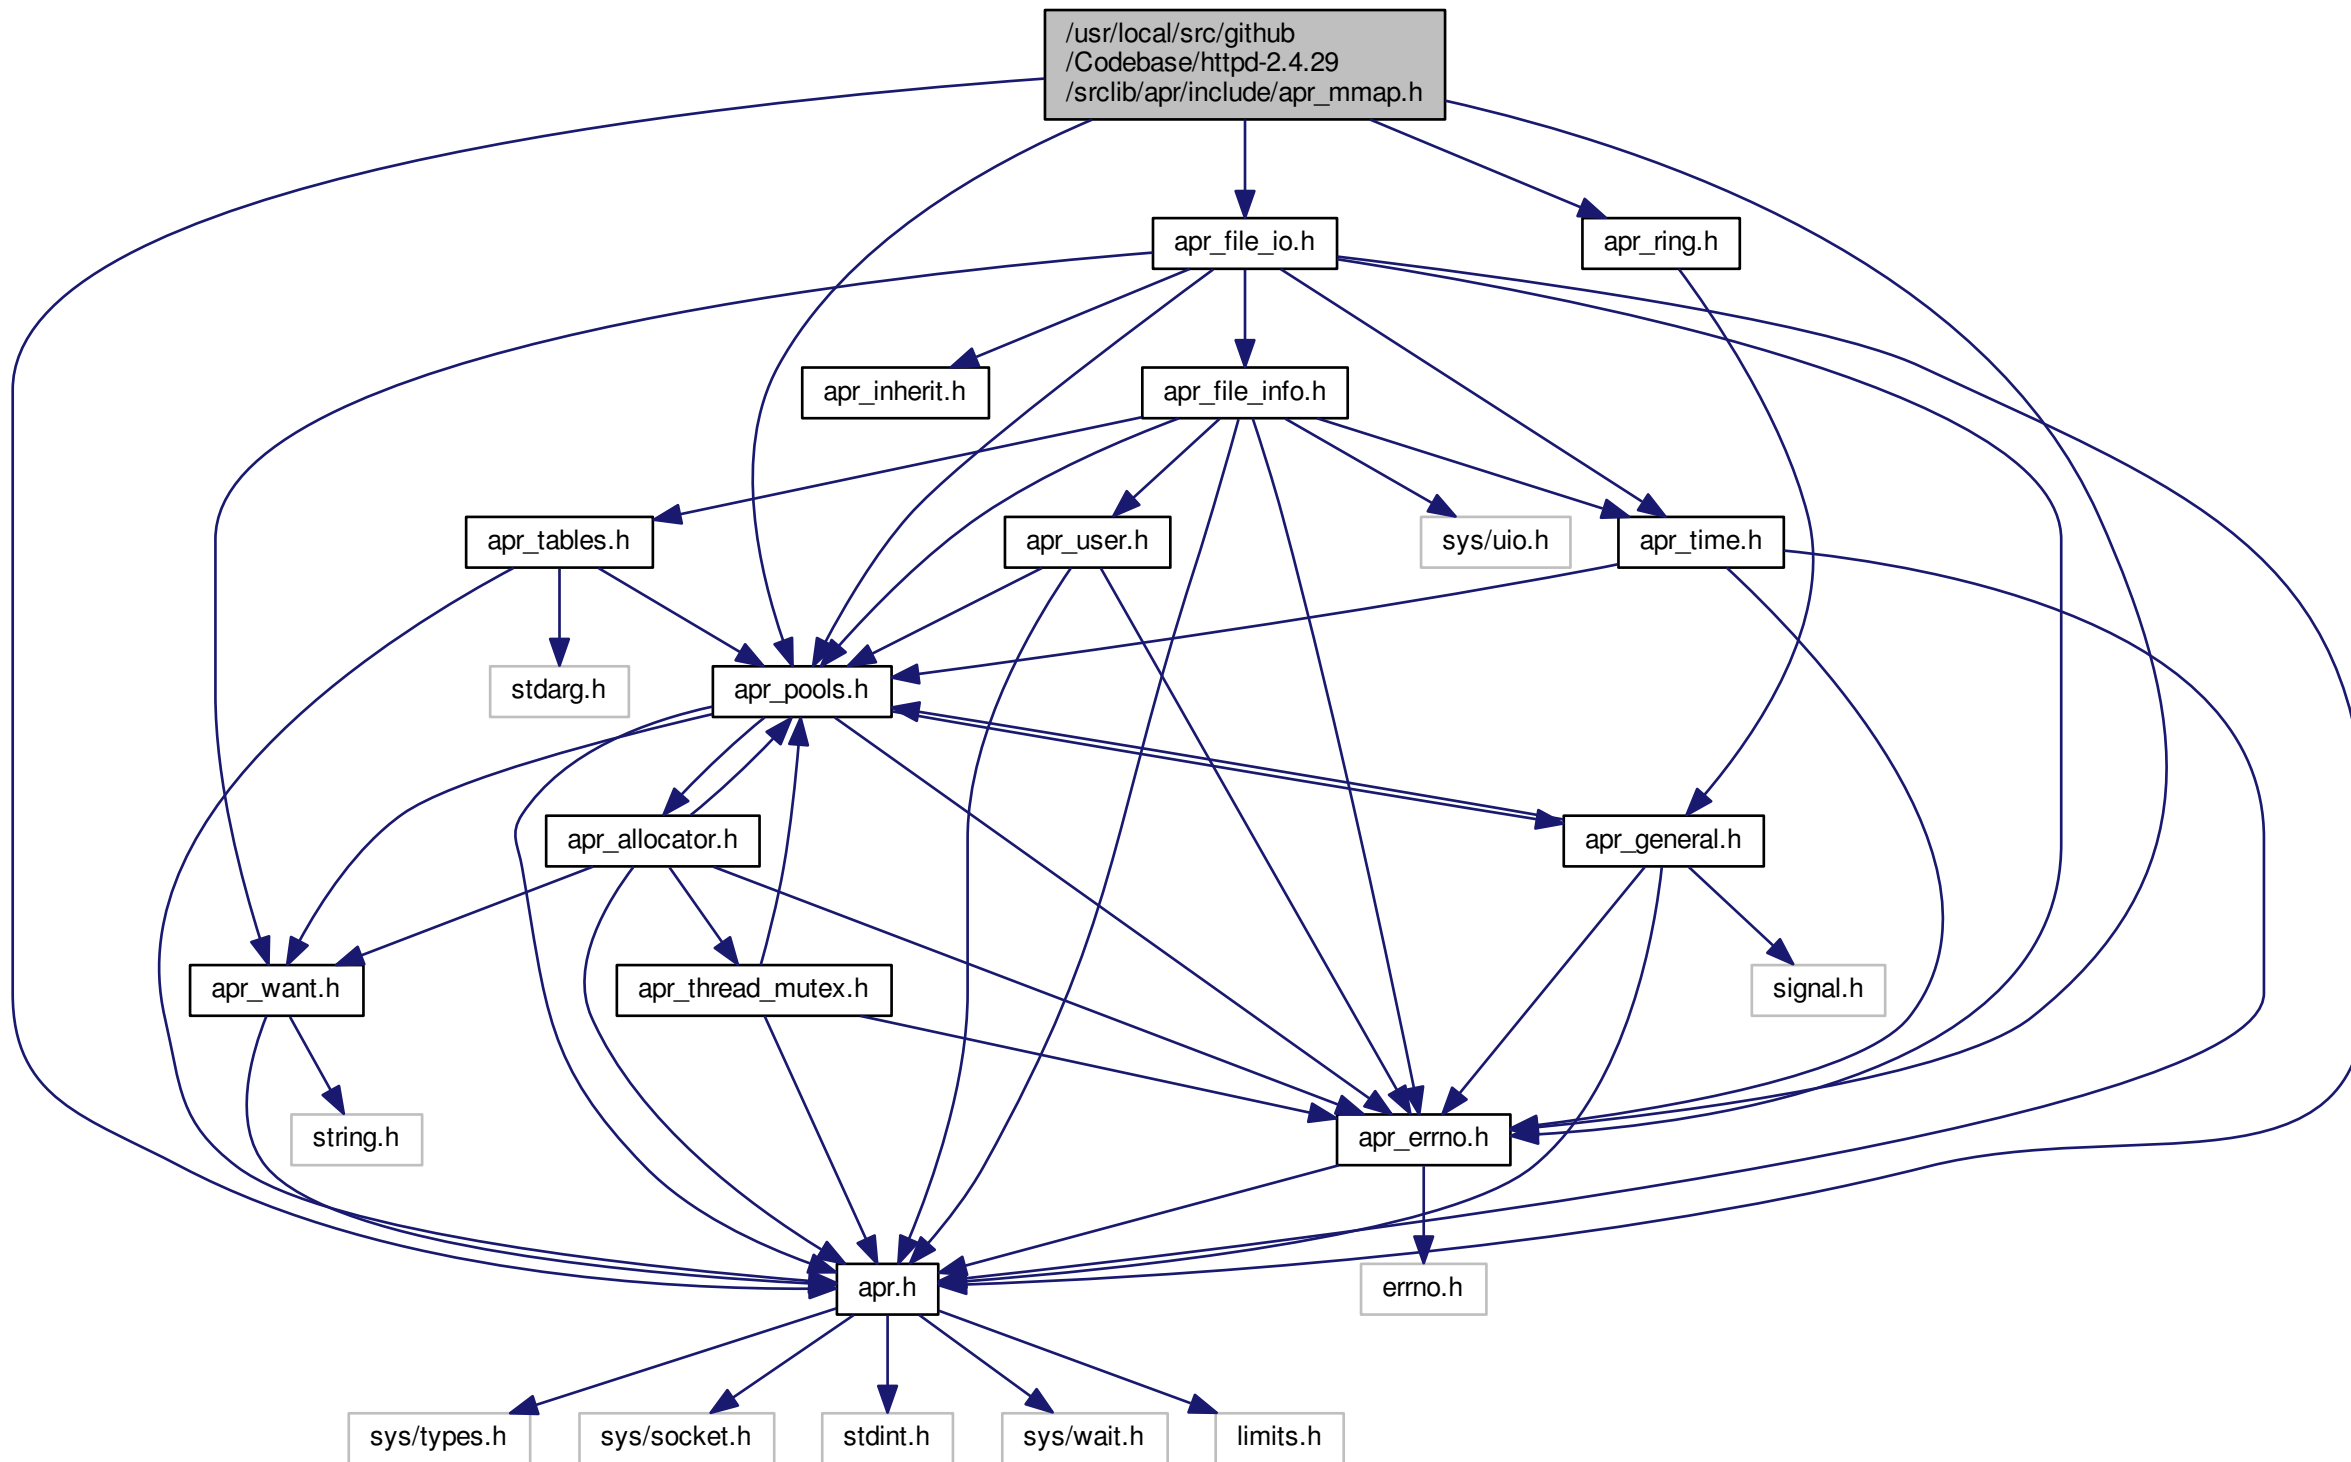 /usr/local/src/github
/Codebase/httpd-2.4.29
/srclib/apr/include/apr_mmap.h
apr_file_io.h
apr_ring.h
apr_inherit.h
apr_file_info.h
apr_tables.h
apr_user.h
sys/uio.h
apr_time.h
stdarg.h
apr_pools.h
apr_allocator.h
apr_general.h
apr_want.h
apr_thread_mutex.h
signal.h
string.h
apr_errno.h
apr.h
errno.h
sys/types.h
sys/socket.h
stdint.h
sys/wait.h
limits.h